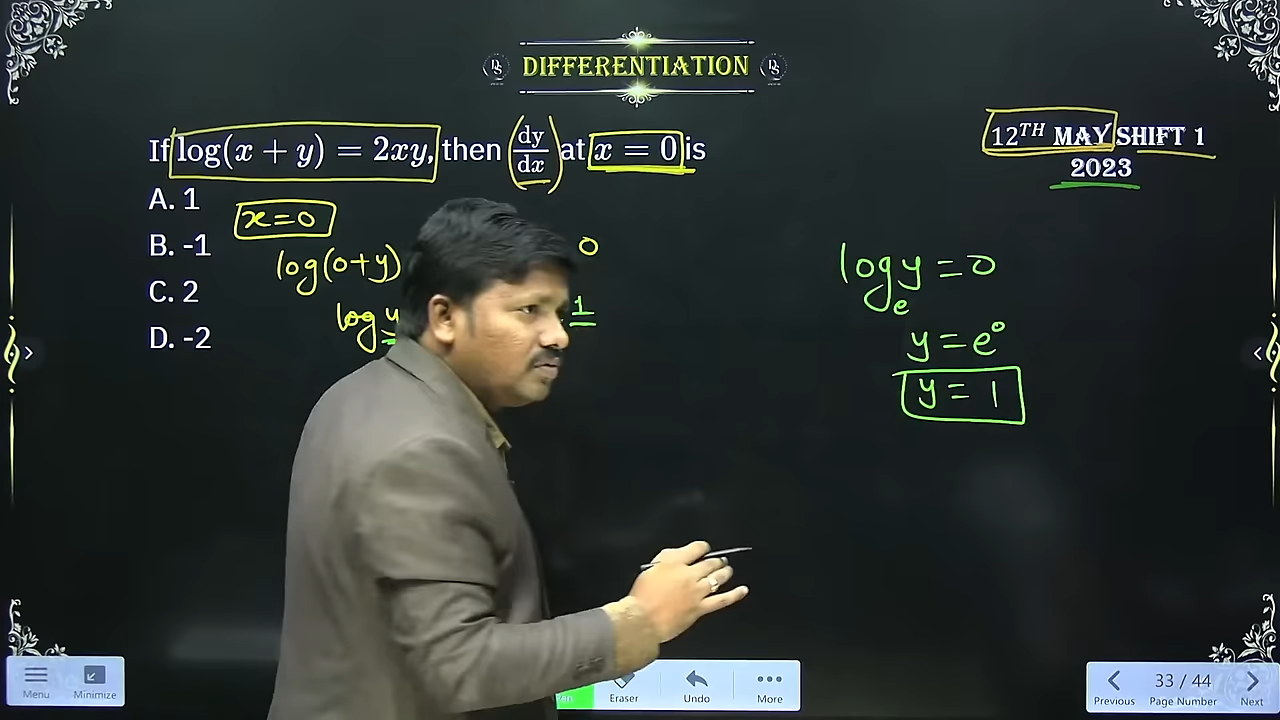 DIFFERENTIATION
If log(x + y) = 2xy, then (dy/dx) at x = 0 is
12TH MAY SHIFT 1
2023
A. 1
B. -1
C. 2
D. -2
x = 0
log(0+y) 0
log y 1
log_e y = 0
y = e⁰
y = 1
Menu
Minimize
Eraser
Undo
More
Previous
33 / 44
Page Number
Next